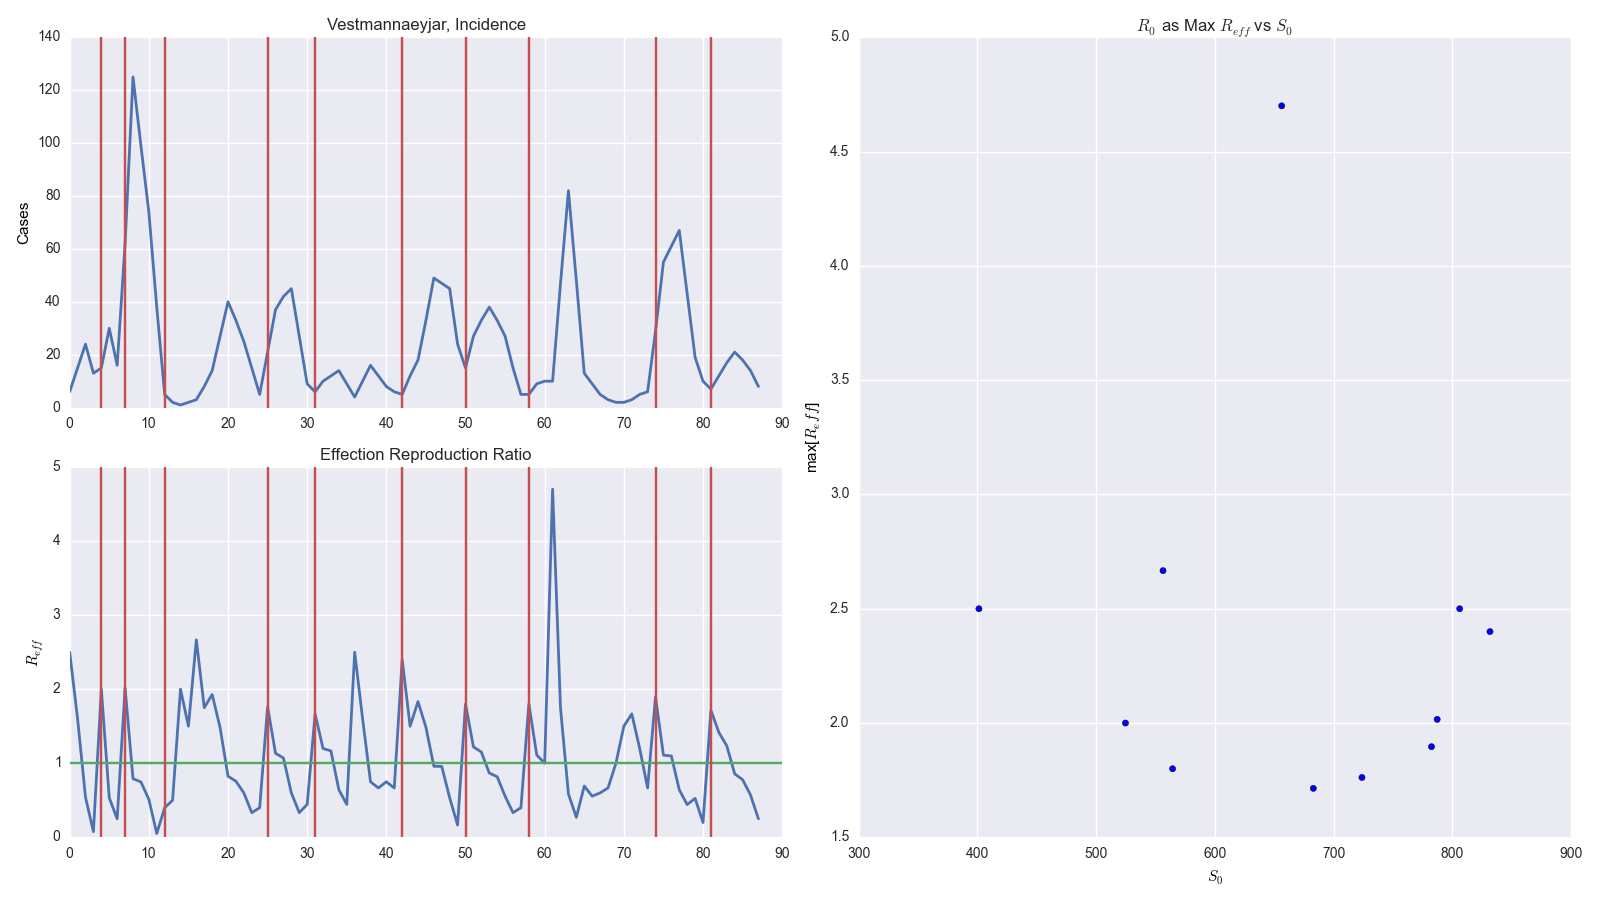 Vestmannaeyjar, Incidence
140
120
100
80
60
40
20
0
Cases
0 10 20 30 40 50 60 70 80 90
Effection Reproduction Ratio
5
4
3
2
1
0
R_eff
0 10 20 30 40 50 60 70 80 90
R_0 as Max R_eff vs S_0
5.0
4.5
4.0
3.5
3.0
2.5
2.0
1.5
max[R_eff]
300 400 500 600 700 800 900
S_0